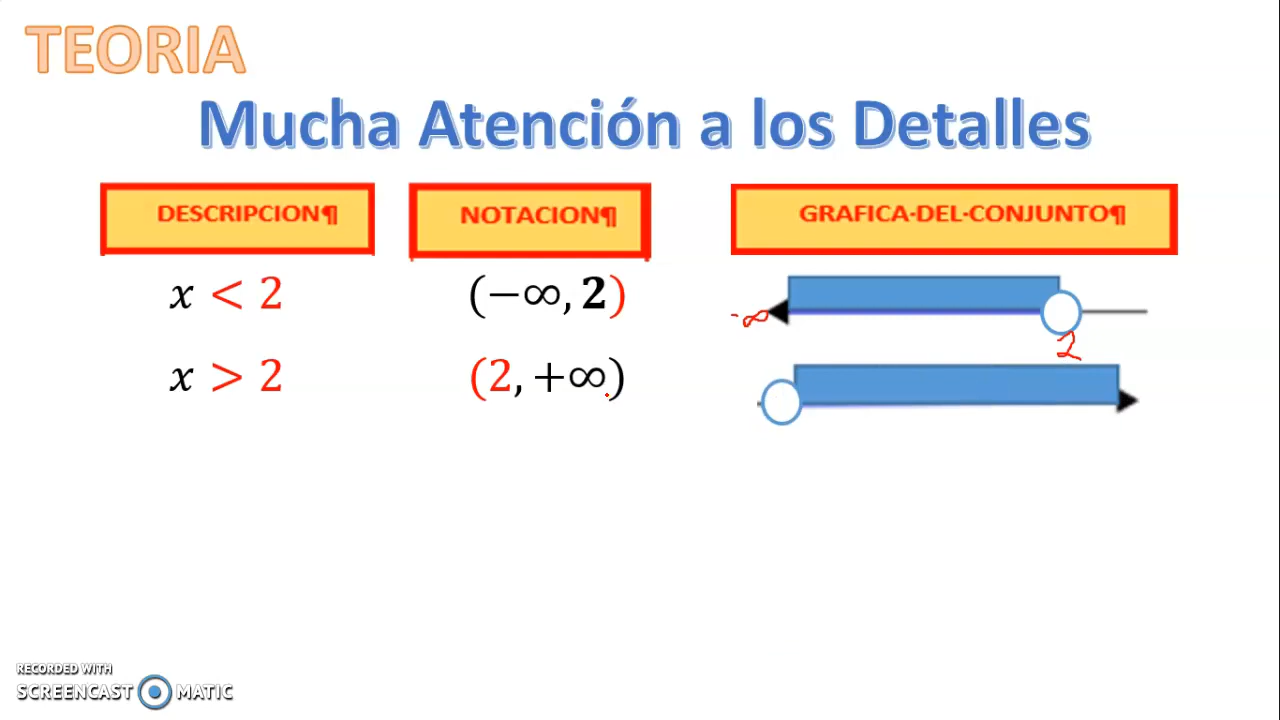 TEORIA
Mucha Atención a los Detalles
DESCRIPCION¶ NOTACION¶ GRAFICA·DEL·CONJUNTO¶
x < 2 (−∞, 2) -∞ 2
x > 2 (2, +∞)
RECORDED WITH
SCREENCAST MATIC